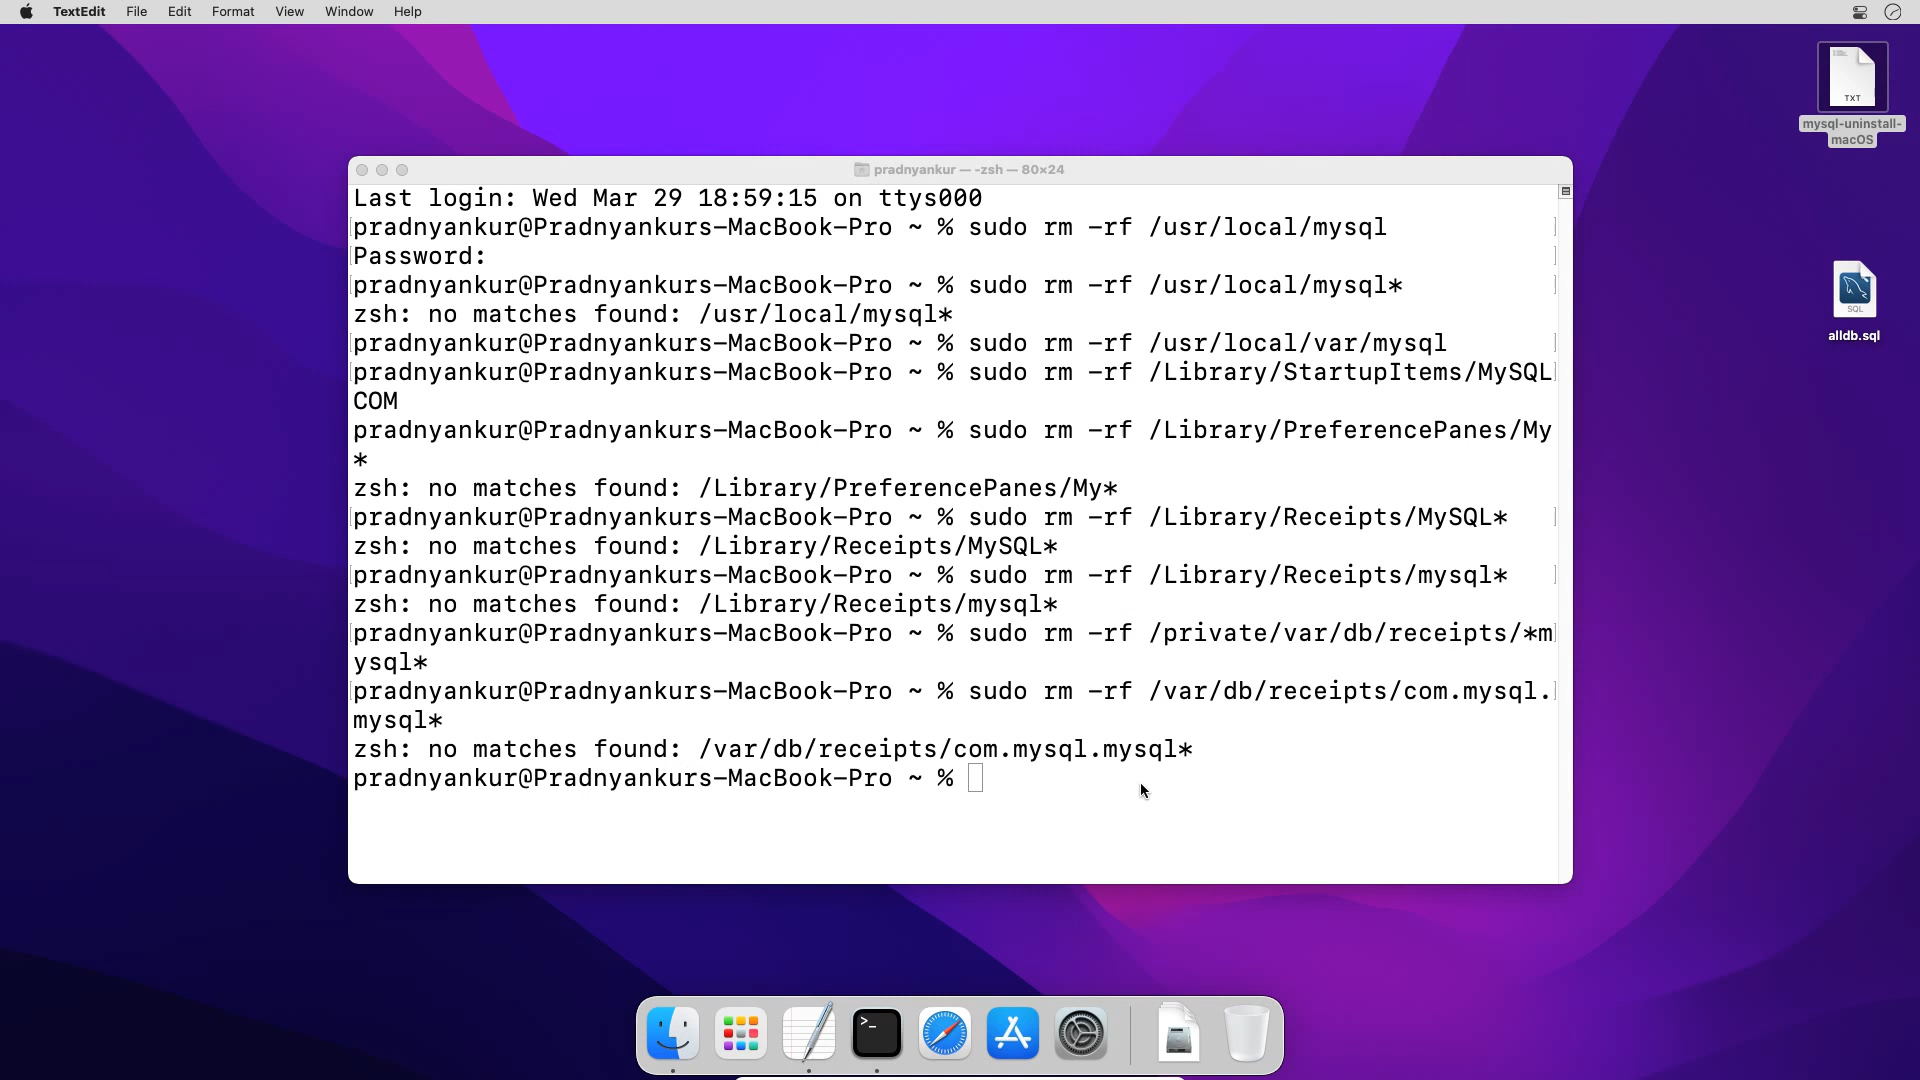 TextEdit File Edit Format View Window Help
TXT
mysql-uninstall-
macOS
SQL
alldb.sql
pradnyankur — -zsh — 80×24
Last login: Wed Mar 29 18:59:15 on ttys000
pradnyankur@Pradnyankurs-MacBook-Pro ~ % sudo rm -rf /usr/local/mysql
Password:
pradnyankur@Pradnyankurs-MacBook-Pro ~ % sudo rm -rf /usr/local/mysql*
zsh: no matches found: /usr/local/mysql*
pradnyankur@Pradnyankurs-MacBook-Pro ~ % sudo rm -rf /usr/local/var/mysql
pradnyankur@Pradnyankurs-MacBook-Pro ~ % sudo rm -rf /Library/StartupItems/MySQL
COM
pradnyankur@Pradnyankurs-MacBook-Pro ~ % sudo rm -rf /Library/PreferencePanes/My
*
zsh: no matches found: /Library/PreferencePanes/My*
pradnyankur@Pradnyankurs-MacBook-Pro ~ % sudo rm -rf /Library/Receipts/MySQL*
zsh: no matches found: /Library/Receipts/MySQL*
pradnyankur@Pradnyankurs-MacBook-Pro ~ % sudo rm -rf /Library/Receipts/mysql*
zsh: no matches found: /Library/Receipts/mysql*
pradnyankur@Pradnyankurs-MacBook-Pro ~ % sudo rm -rf /private/var/db/receipts/*m
ysql*
pradnyankur@Pradnyankurs-MacBook-Pro ~ % sudo rm -rf /var/db/receipts/com.mysql.
mysql*
zsh: no matches found: /var/db/receipts/com.mysql.mysql*
pradnyankur@Pradnyankurs-MacBook-Pro ~ %
>_